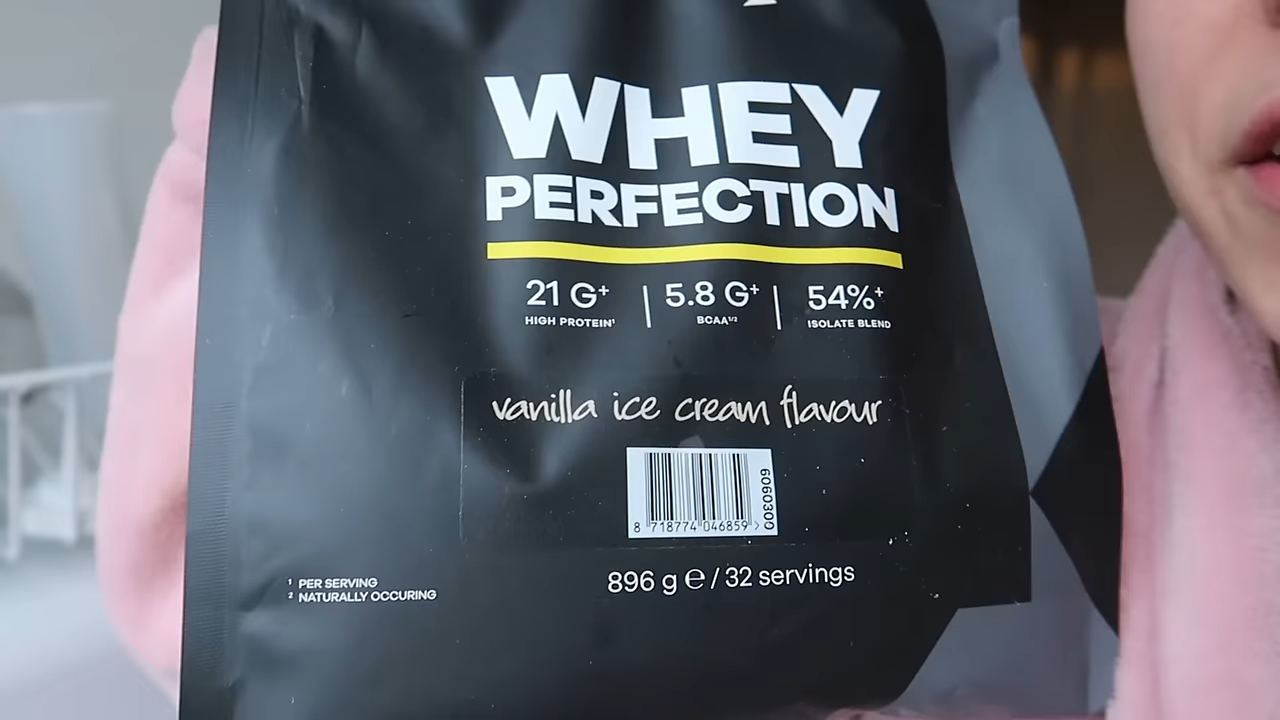 WHEY
PERFECTION
21 G+ | 5.8 G+ | 54%+
HIGH PROTEIN¹ BCAA¹/² ISOLATE BLEND
vanilla ice cream flavour
8 718774 046859 >
0030609
896 g ℮ / 32 servings
¹ PER SERVING
² NATURALLY OCCURING